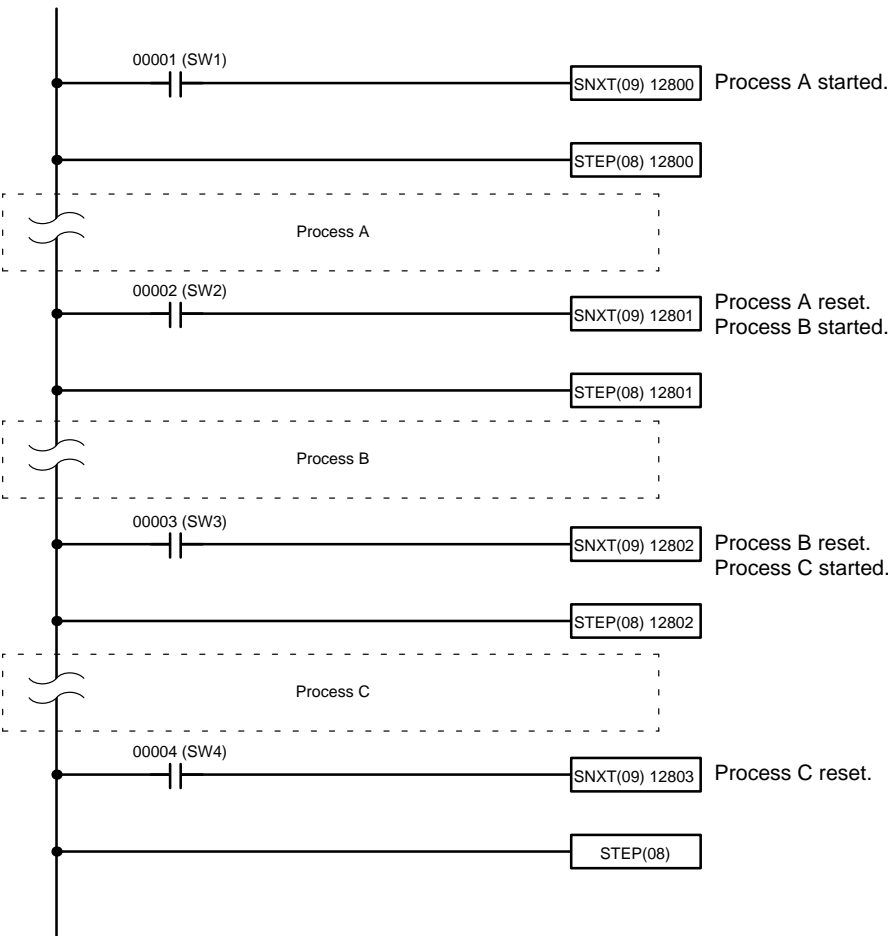 00001 (SW1)
SNXT(09) 12800 Process A started.
STEP(08) 12800
Process A
00002 (SW2)
SNXT(09) 12801 Process A reset.
Process B started.
STEP(08) 12801
Process B
00003 (SW3)
SNXT(09) 12802 Process B reset.
Process C started.
STEP(08) 12802
Process C
00004 (SW4)
SNXT(09) 12803 Process C reset.
STEP(08)